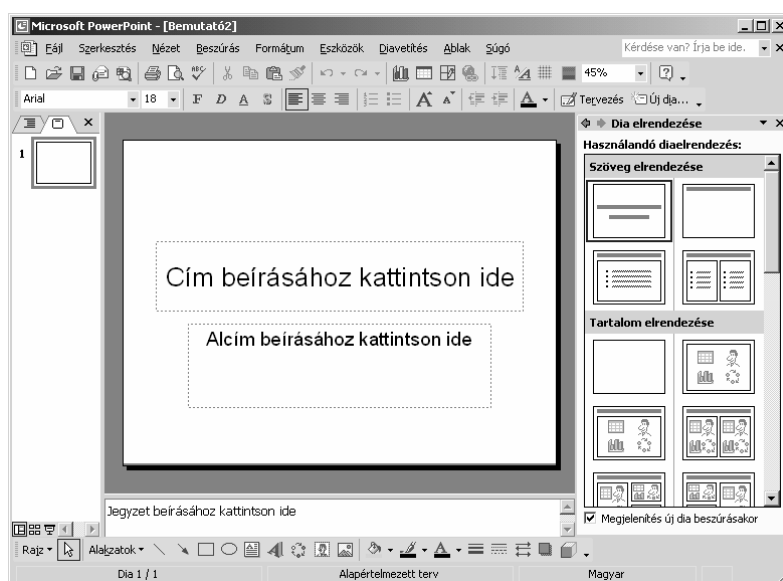 Microsoft PowerPoint - [Bemutató2]
Fájl Szerkesztés Nézet Beszúrás Formátum Eszközök Diavetítés Ablak Súgó Kérdése van? Írja be ide.
45%
Arial 18 F D A S Tervezés Új dia...
Dia elrendezése
1
Használandó diaelrendezés:
Szöveg elrendezése
Cím beírásához kattintson ide
Alcím beírásához kattintson ide
Tartalom elrendezése
Jegyzet beírásához kattintson ide
Megjelenítés új dia beszúrásakor
Rajz Alakzatok
Dia 1 / 1 Alapértelmezett terv Magyar